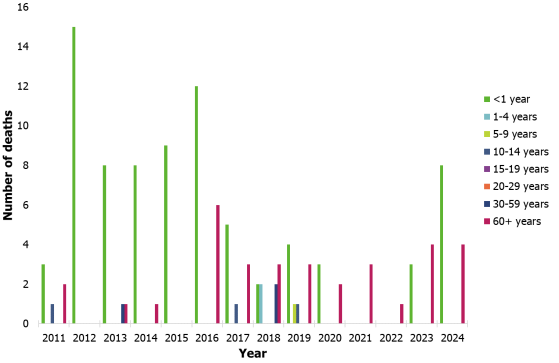 16
14
12
10
8
6
4
2
0
Number of deaths
2011 2012 2013 2014 2015 2016 2017 2018 2019 2020 2021 2022 2023 2024
Year
<1 year
1-4 years
5-9 years
10-14 years
15-19 years
20-29 years
30-59 years
60+ years